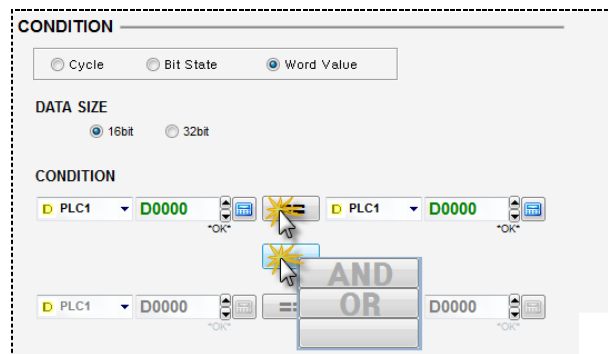 CONDITION
Cycle Bit State Word Value
DATA SIZE
16bit 32bit
CONDITION
D PLC1 D0000 == D PLC1 D0000
*OK* *OK*
AND
D PLC1 D0000 == OR D0000
*OK* *OK*